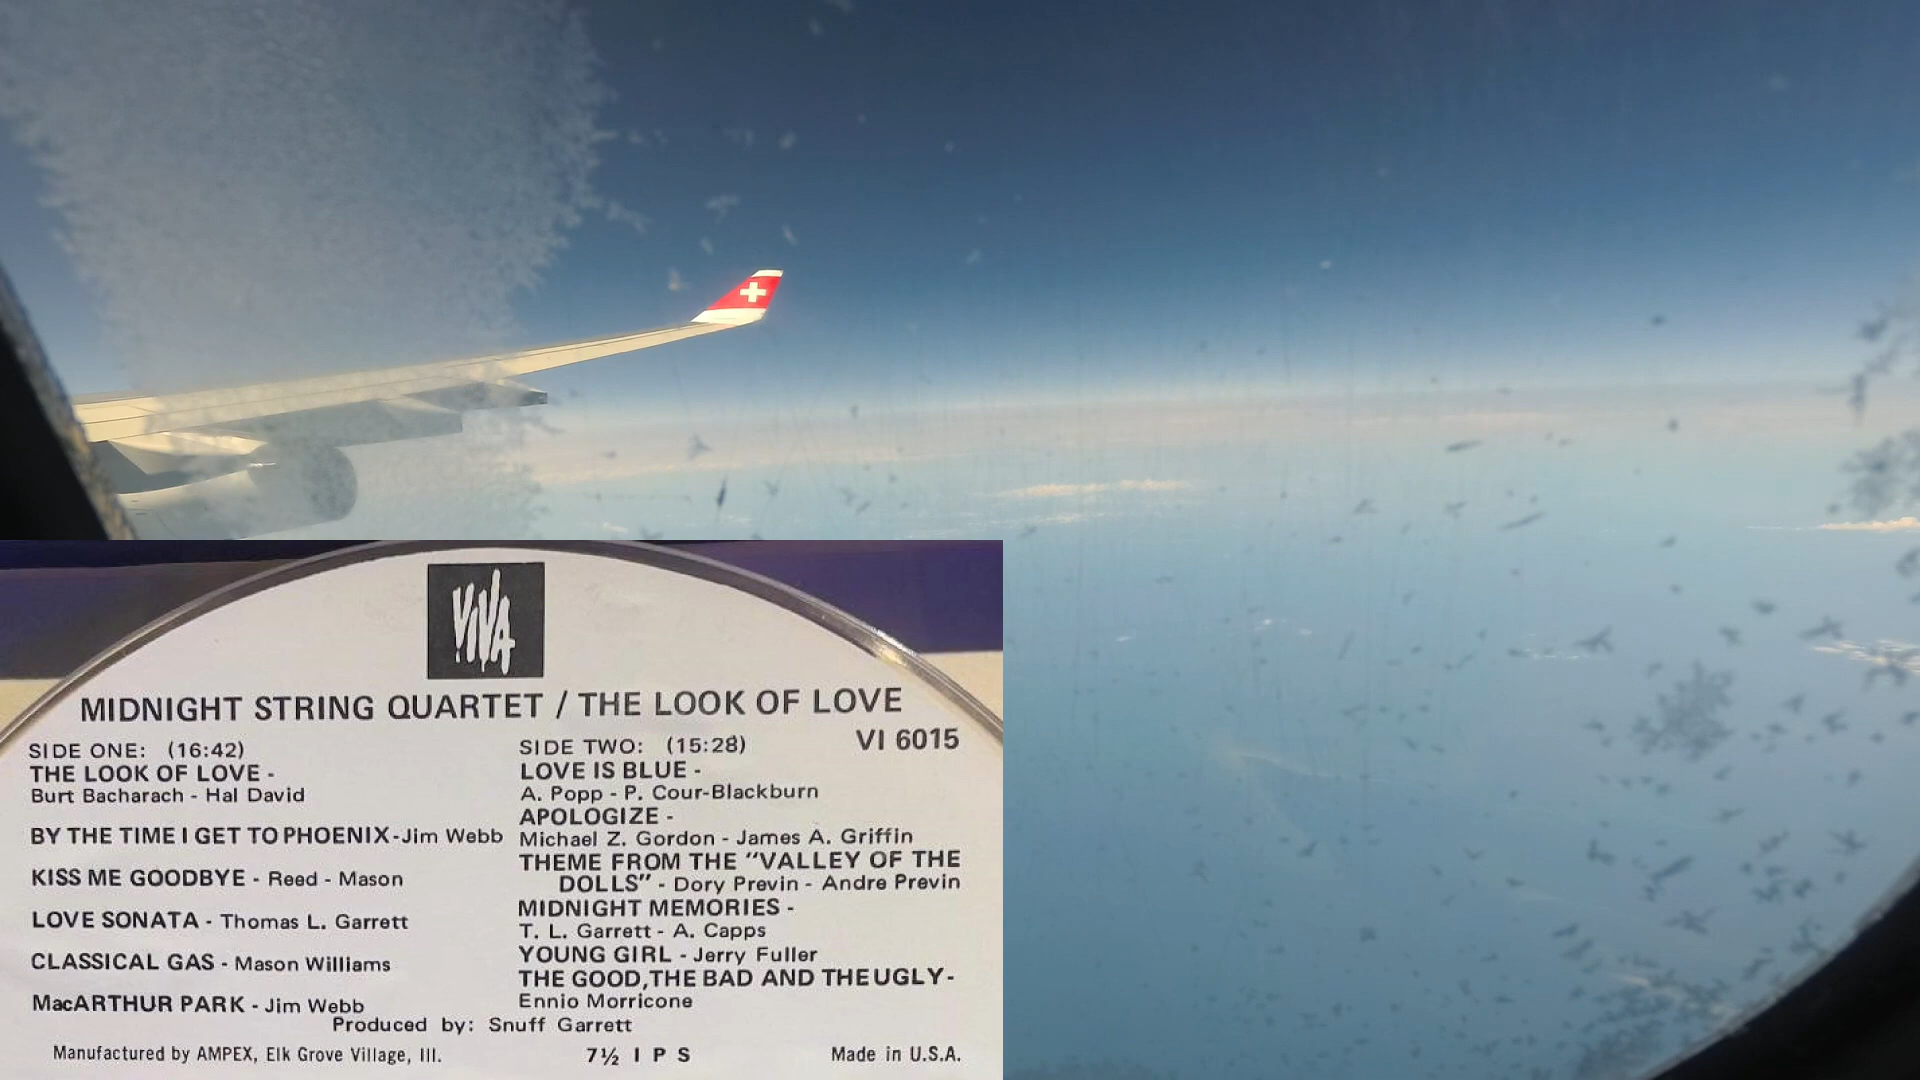 VIVA
MIDNIGHT STRING QUARTET / THE LOOK OF LOVE
VI 6015
SIDE ONE: (16:42)
THE LOOK OF LOVE -
Burt Bacharach - Hal David
BY THE TIME I GET TO PHOENIX-Jim Webb
KISS ME GOODBYE - Reed - Mason
LOVE SONATA - Thomas L. Garrett
CLASSICAL GAS - Mason Williams
MacARTHUR PARK - Jim Webb
SIDE TWO: (15:28)
LOVE IS BLUE -
A. Popp - P. Cour-Blackburn
APOLOGIZE -
Michael Z. Gordon - James A. Griffin
THEME FROM THE "VALLEY OF THE
DOLLS" - Dory Previn - Andre Previn
MIDNIGHT MEMORIES -
T. L. Garrett - A. Capps
YOUNG GIRL - Jerry Fuller
THE GOOD,THE BAD AND THE UGLY-
Ennio Morricone
Produced by: Snuff Garrett
Manufactured by AMPEX, Elk Grove Village, Ill.
7½ I P S
Made in U.S.A.